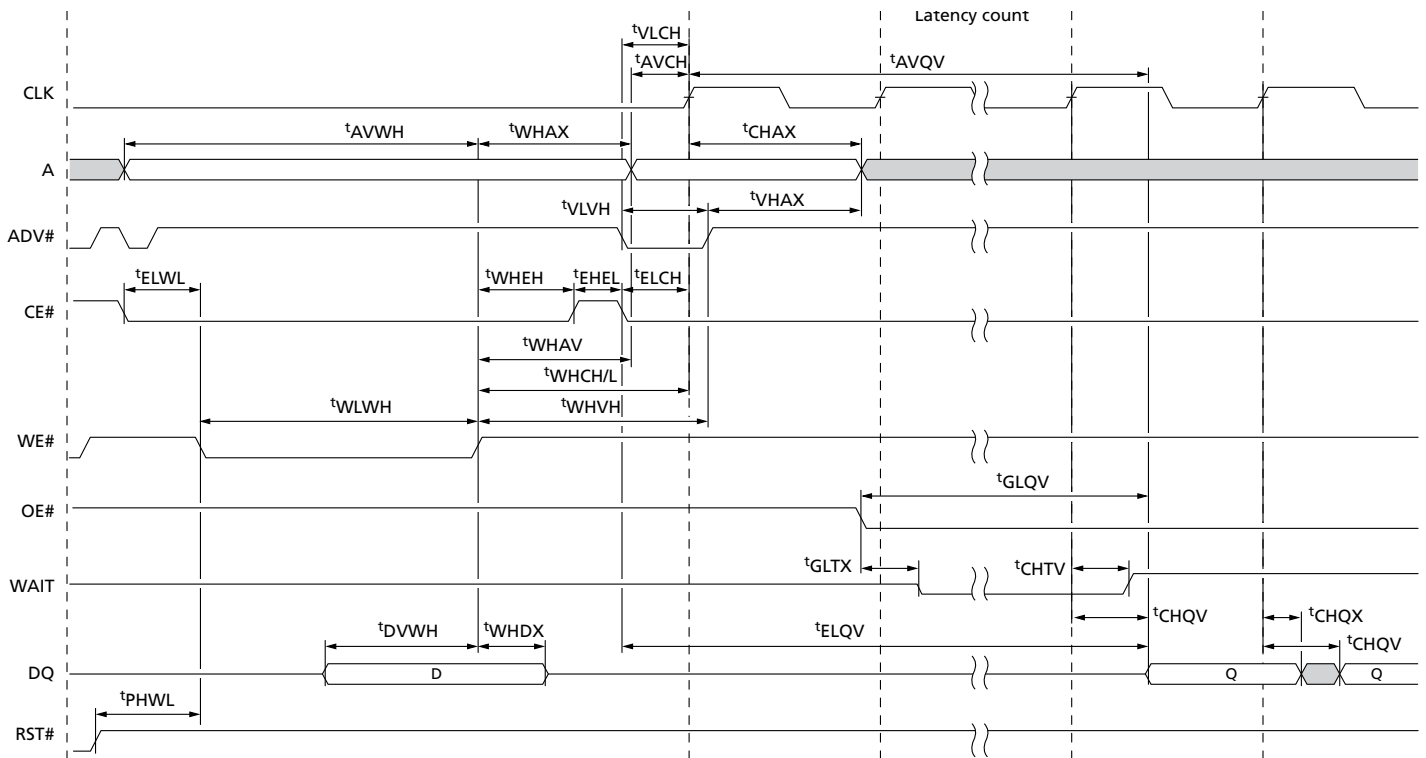 Latency count
tVLCH
tAVCH tAVQV
CLK
tAVWH tWHAX tCHAX
A
tVLVH tVHAX
ADV#
tELWL tWHEH tEHEL tELCH
CE#
tWHAV
tWHCH/L
tWLWH tWHVH
WE#
tGLQV
OE#
tGLTX tCHTV
WAIT
tCHQV tCHQX
tDVWH tWHDX tELQV tCHQV
DQ D Q Q
tPHWL
RST#